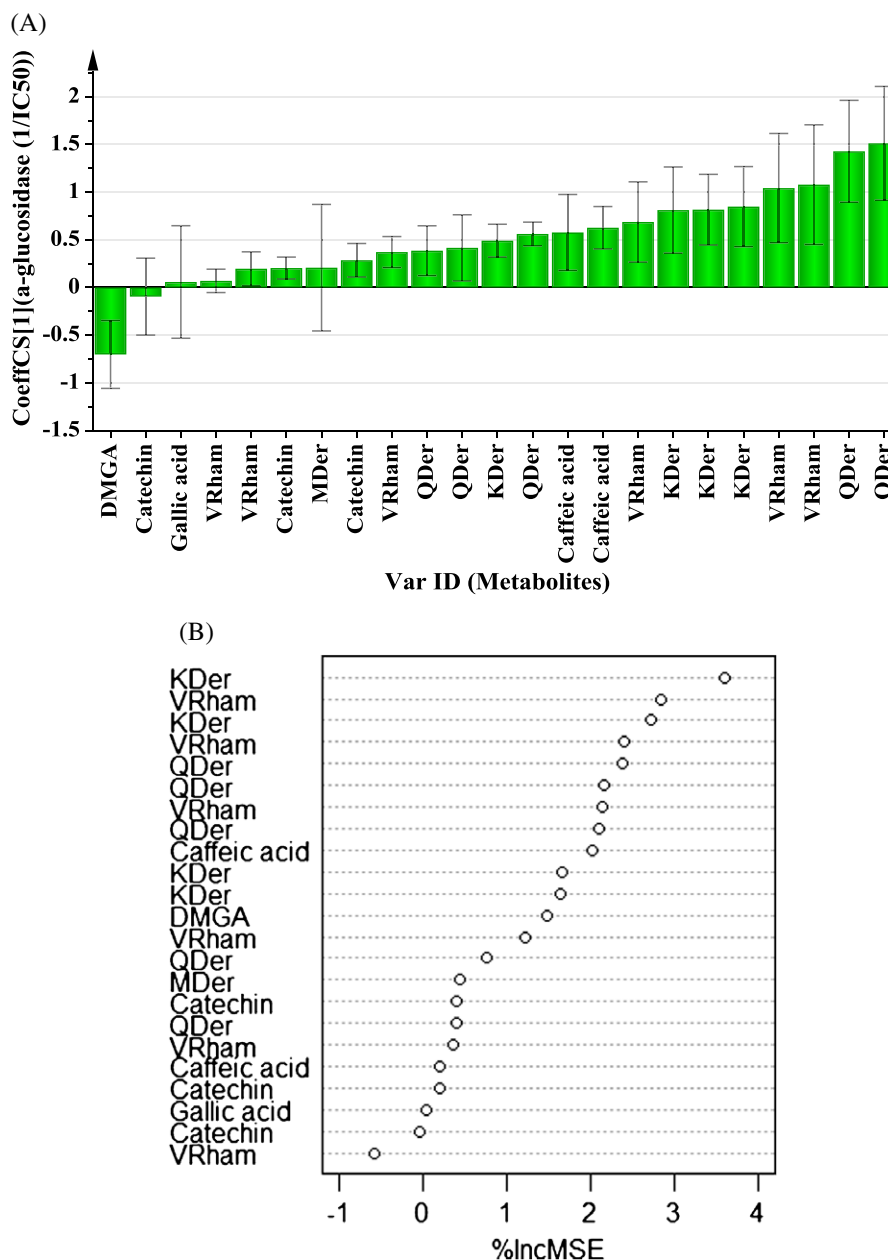 (A)
CoeffCS[1](a-glucosidase (1/IC50))
2
1.5
1
0.5
0
-0.5
-1
-1.5
DMGA
Catechin
Gallic acid
VRham
VRham
Catechin
MDer
Catechin
VRham
QDer
QDer
KDer
QDer
Caffeic acid
Caffeic acid
VRham
KDer
KDer
KDer
VRham
VRham
QDer
QDer
Var ID (Metabolites)
(B)
KDer
VRham
KDer
VRham
QDer
QDer
VRham
QDer
Caffeic acid
KDer
KDer
DMGA
VRham
QDer
MDer
Catechin
QDer
VRham
Caffeic acid
Catechin
Gallic acid
Catechin
VRham
-1 0 1 2 3 4
%IncMSE